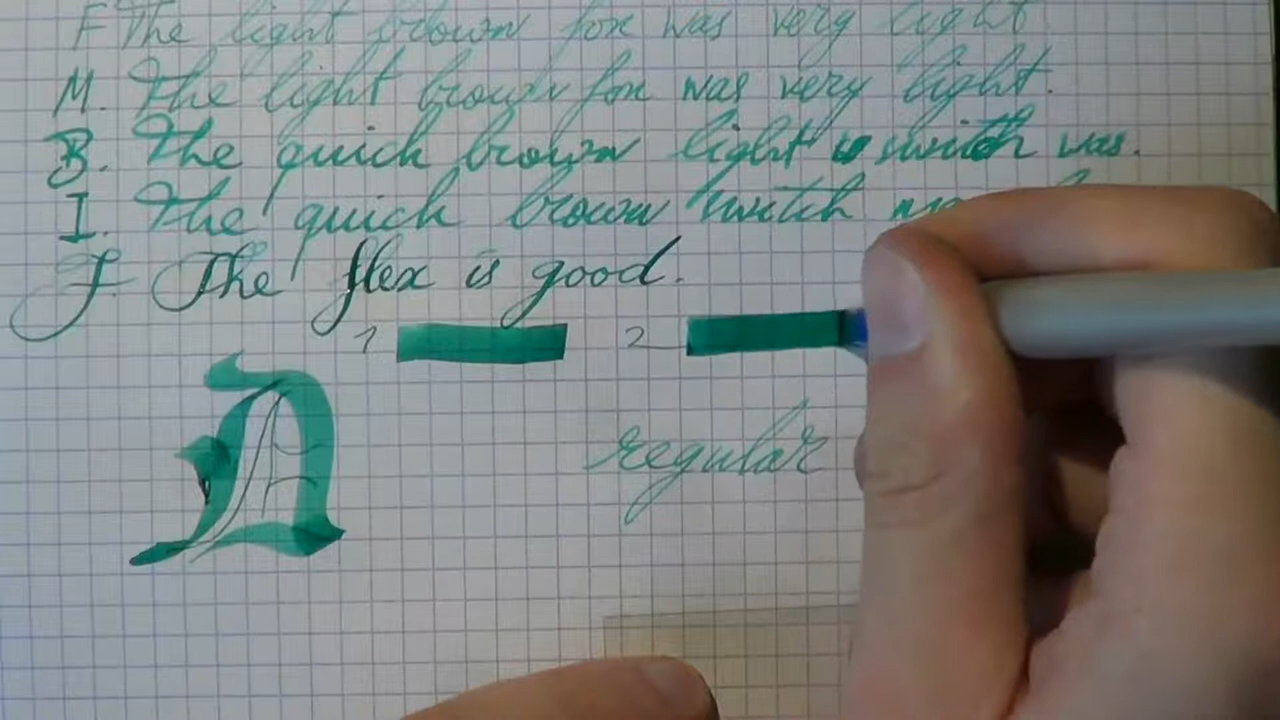 F The light brown fox was very light
M. The light brown fox was very light.
B. The quick brown light switch was.
I. The quick brown switch
F. The flex is good.
1 2
regular